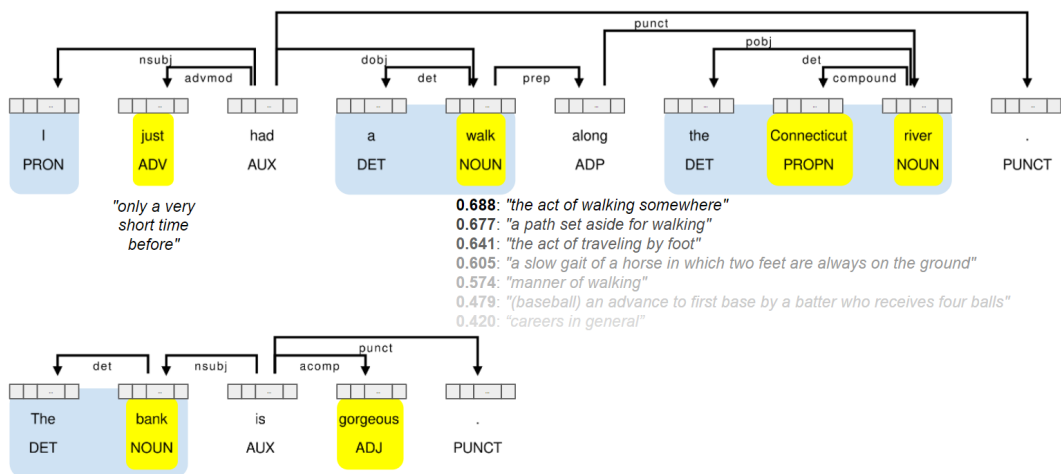 punct
pobj
nsubj dobj det
advmod det prep compound
I just had a walk along the Connecticut river .
PRON ADV AUX DET NOUN ADP DET PROPN NOUN PUNCT
"only a very
short time
before"
0.688: "the act of walking somewhere"
0.677: "a path set aside for walking"
0.641: "the act of traveling by foot"
0.605: "a slow gait of a horse in which two feet are always on the ground"
0.574: "manner of walking"
0.479: "(baseball) an advance to first base by a batter who receives four balls"
0.420: "careers in general"
punct
det nsubj acomp
The bank is gorgeous .
DET NOUN AUX ADJ PUNCT